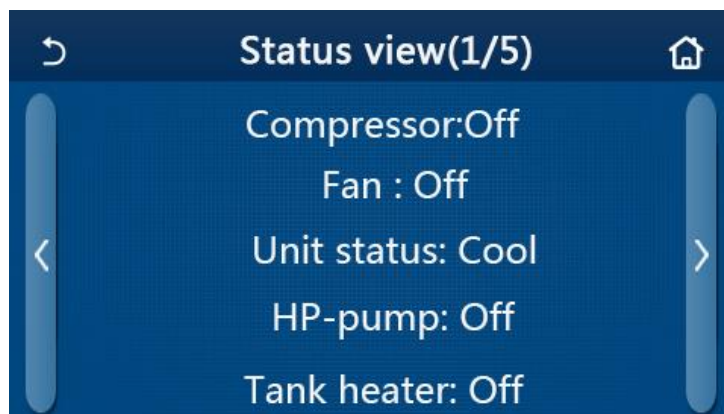 Status view(1/5)
Compressor:Off
Fan : Off
Unit status: Cool
HP-pump: Off
Tank heater: Off